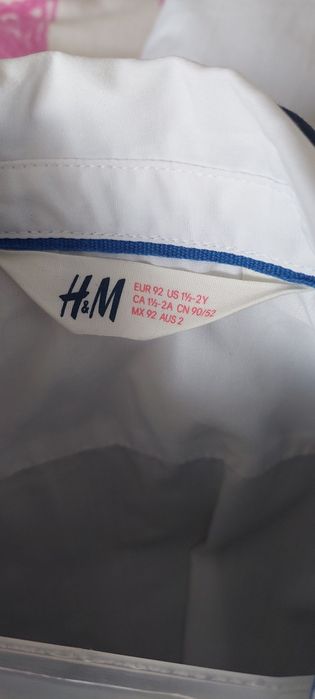 H&M
EUR 92 US 1½-2Y
CA 1½-2A CN 90/52
MX 92 AUS 2